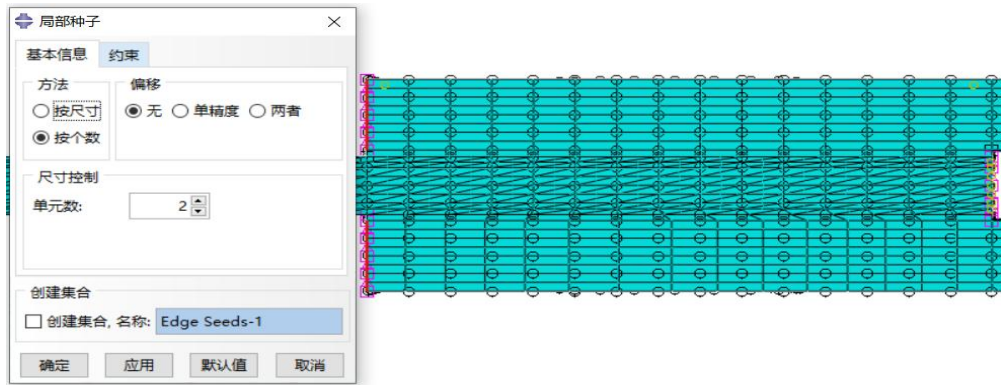 局部种子
基本信息 约束
方法 偏移
按尺寸 无 单精度 两者
按个数
尺寸控制
单元数: 2
创建集合
创建集合, 名称: Edge Seeds-1
确定 应用 默认值 取消